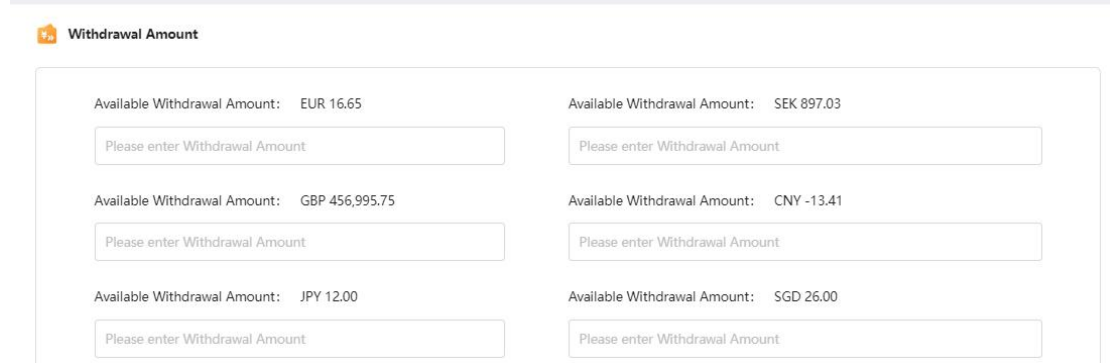 Withdrawal Amount
Available Withdrawal Amount: EUR 16.65
Available Withdrawal Amount: SEK 897.03
Please enter Withdrawal Amount
Please enter Withdrawal Amount
Available Withdrawal Amount: GBP 456,995.75
Available Withdrawal Amount: CNY -13.41
Please enter Withdrawal Amount
Please enter Withdrawal Amount
Available Withdrawal Amount: JPY 12.00
Available Withdrawal Amount: SGD 26.00
Please enter Withdrawal Amount
Please enter Withdrawal Amount